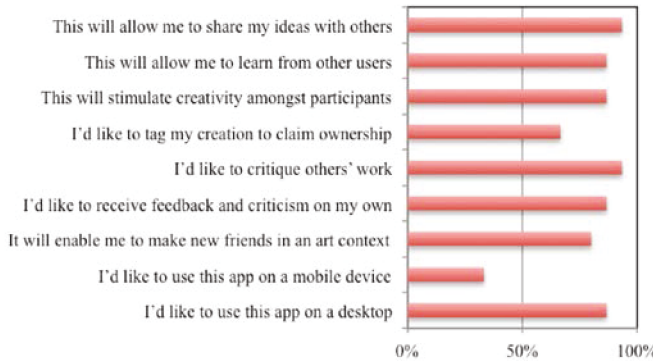 This will allow me to share my ideas with others
This will allow me to learn from other users
This will stimulate creativity amongst participants
I'd like to tag my creation to claim ownership
I'd like to critique others' work
I'd like to receive feedback and criticism on my own
It will enable me to make new friends in an art context
I'd like to use this app on a mobile device
I'd like to use this app on a desktop
0% 50% 100%